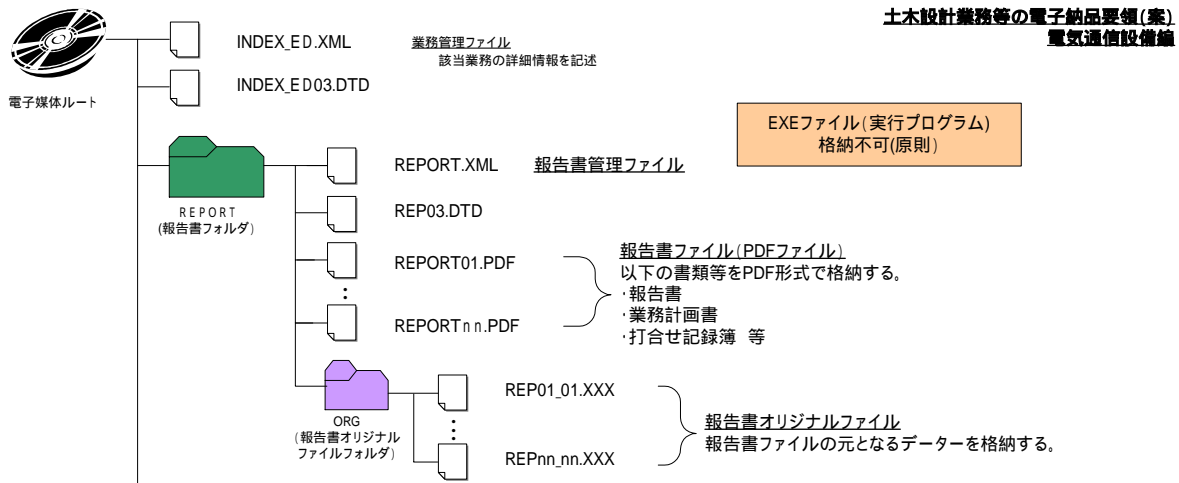 土木設計業務等の電子納品要領(案)
電気通信設備編
電子媒体ルート
INDEX_ED.XML
業務管理ファイル
該当業務の詳細情報を記述
INDEX_ED03.DTD
EXEファイル(実行プログラム)
格納不可(原則)
REPORT
(報告書フォルダ)
REPORT.XML
報告書管理ファイル
REP03.DTD
REPORT01.PDF
:
REPORTnn.PDF
報告書ファイル(PDFファイル)
以下の書類等をPDF形式で格納する。
・報告書
・業務計画書
・打合せ記録簿 等
ORG
(報告書オリジナル
ファイルフォルダ)
REP01_01.XXX
:
REPnn_nn.XXX
報告書オリジナルファイル
報告書ファイルの元となるデーターを格納する。